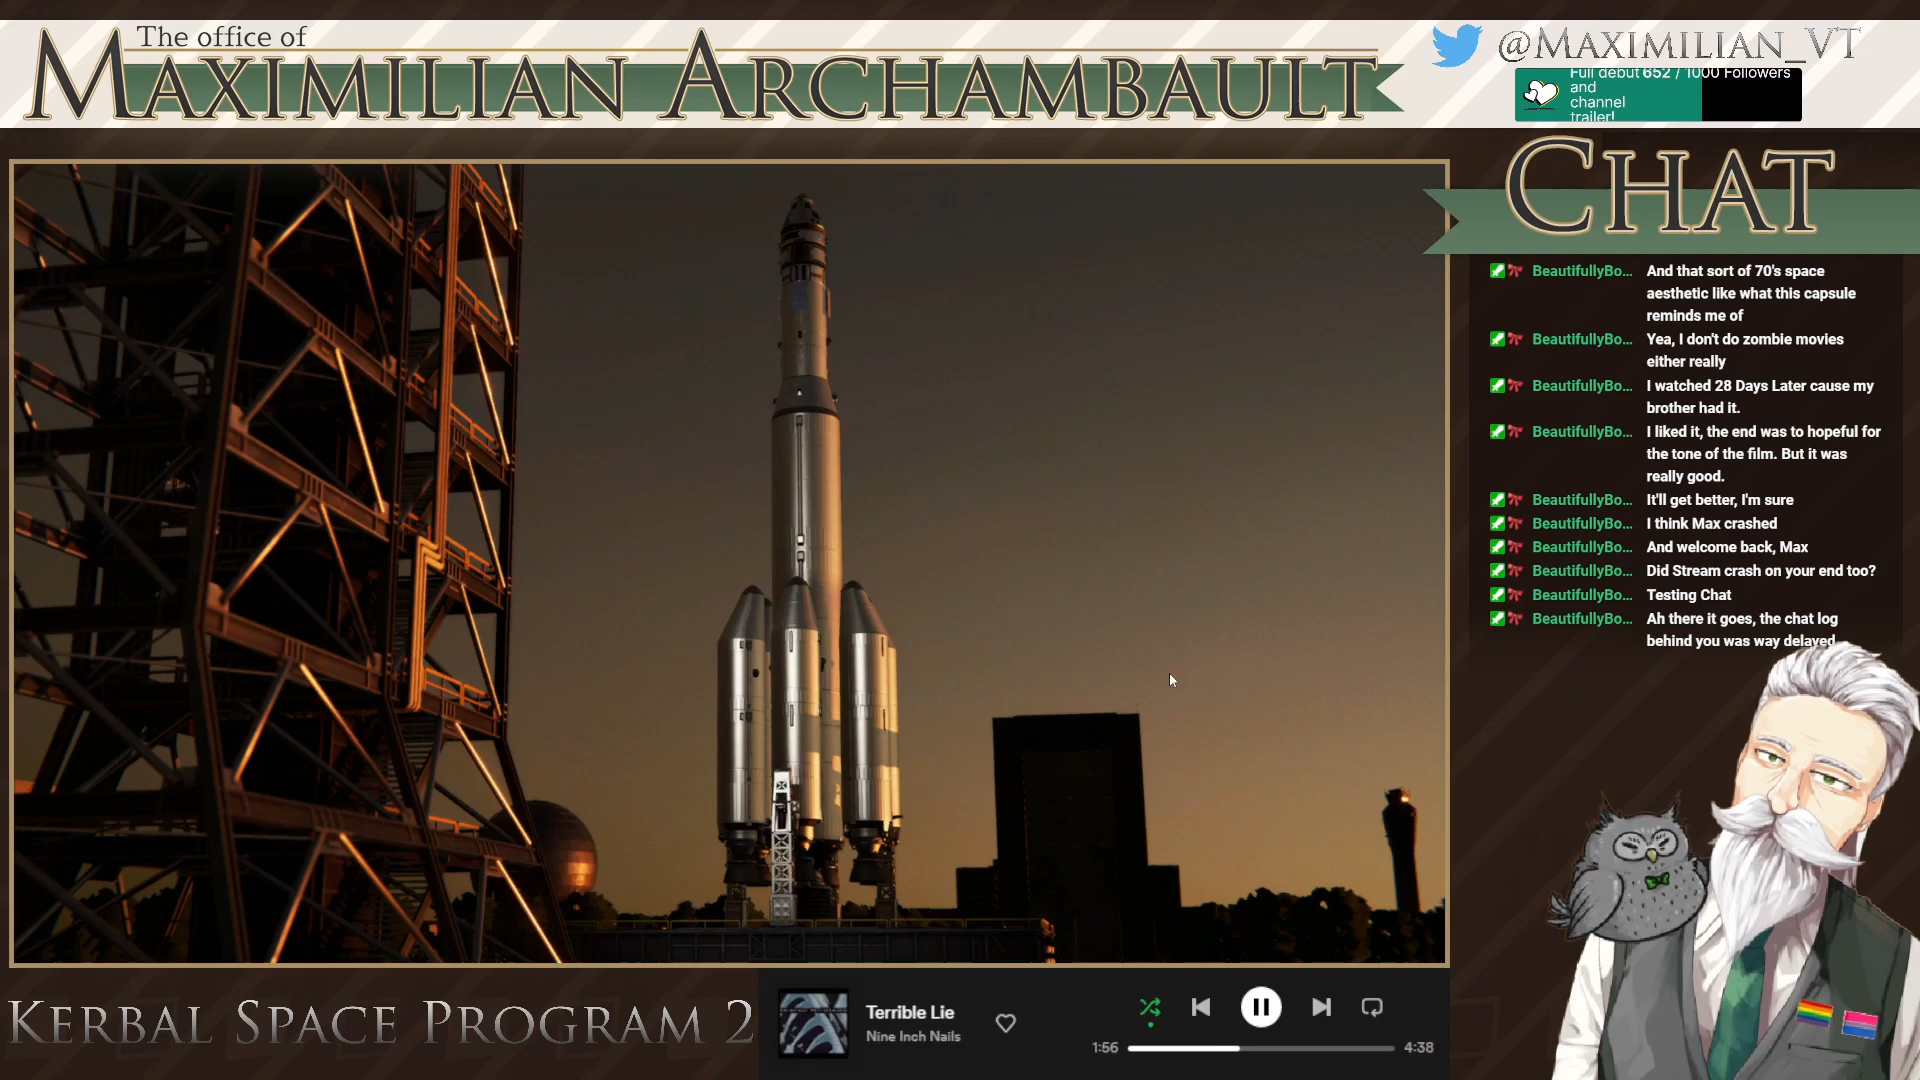 The office of
MAXIMILIAN ARCHAMBAULT
@MAXIMILIAN_VT
Full debut 652 / 1000 Followers
and
channel
trailer!
CHAT
BeautifullyBo... And that sort of 70's space
aesthetic like what this capsule
reminds me of
BeautifullyBo... Yea, I don't do zombie movies
either really
BeautifullyBo... I watched 28 Days Later cause my
brother had it.
BeautifullyBo... I liked it, the end was to hopeful for
the tone of the film. But it was
really good.
BeautifullyBo... It'll get better, I'm sure
BeautifullyBo... I think Max crashed
BeautifullyBo... And welcome back, Max
BeautifullyBo... Did Stream crash on your end too?
BeautifullyBo... Testing Chat
BeautifullyBo... Ah there it goes, the chat log
behind you was way delayed
KERBAL SPACE PROGRAM 2
Terrible Lie
Nine Inch Nails
1:56
4:38